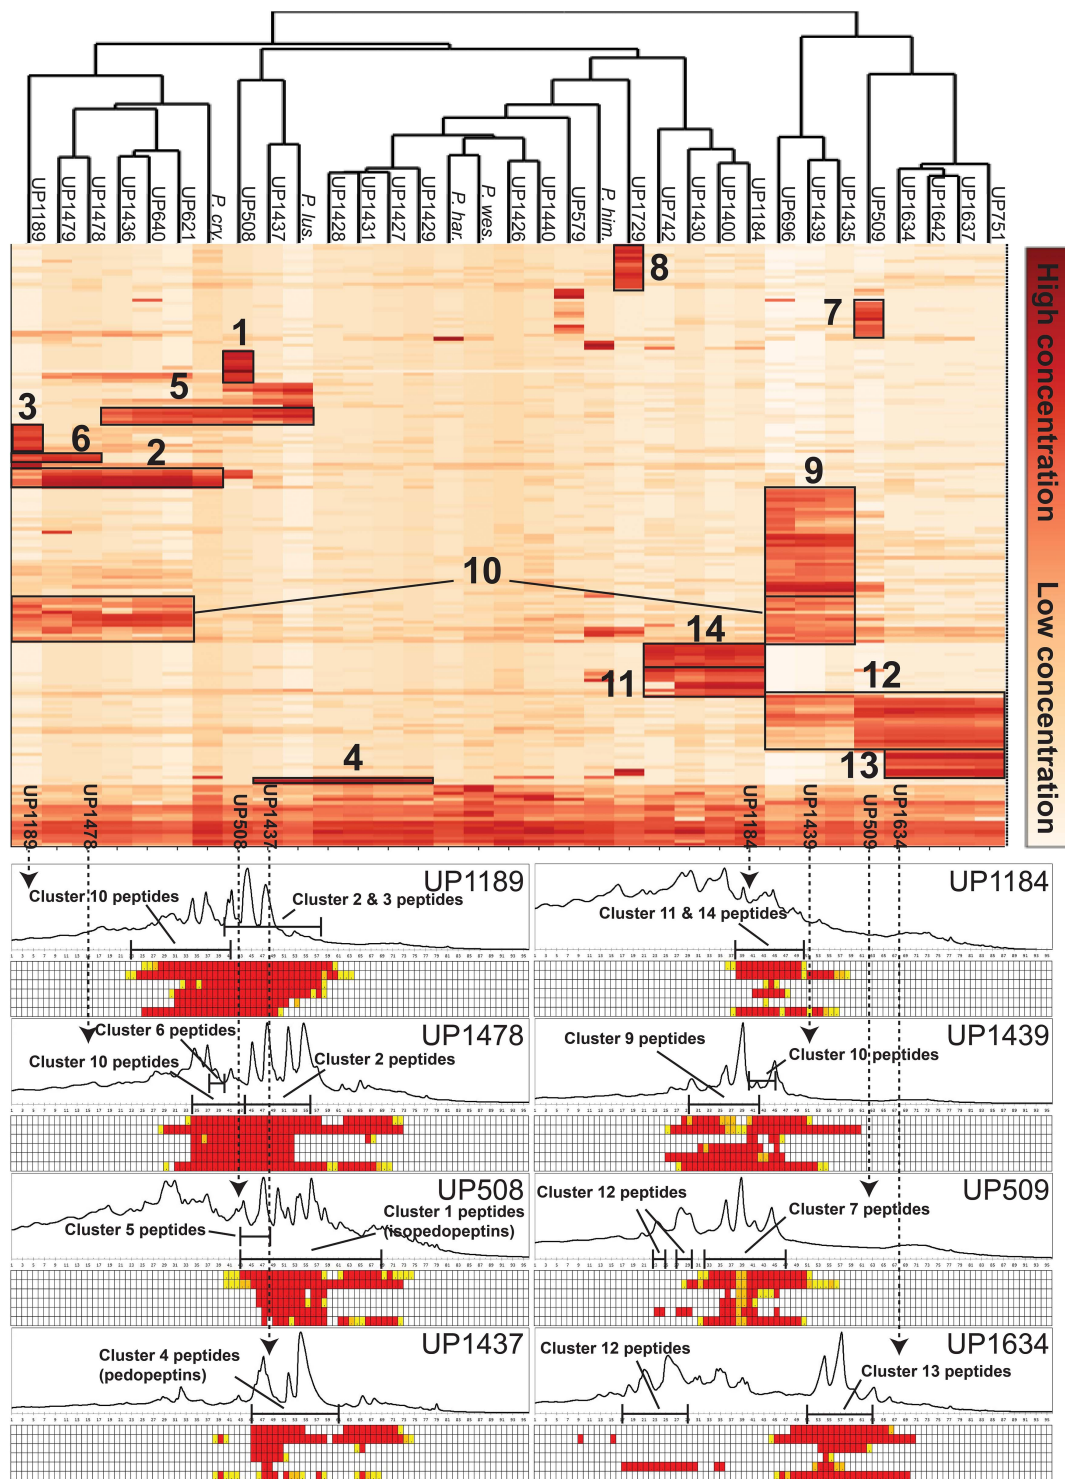 UP1189
UP1479
UP1478
UP1436
UP640
UP621
P. cry.
UP508
UP1437
P. lus.
UP1428
UP1431
UP1427
UP1429
P. har.
P. wes.
UP1426
UP1440
UP579
P. him.
UP1729
UP742
UP1430
UP1400
UP1184
UP696
UP1439
UP1435
UP509
UP1634
UP1642
UP1637
UP751
High concentration
Low concentration
8
7
1
5
3
6
2
9
10
14
11
12
4
13
UP1189
UP1478
UP508
UP1437
UP1184
UP1439
UP509
UP1634
UP1189
Cluster 10 peptides
Cluster 2 & 3 peptides
UP1184
Cluster 11 & 14 peptides
UP1478
Cluster 6 peptides
Cluster 10 peptides
Cluster 2 peptides
UP1439
Cluster 9 peptides
Cluster 10 peptides
UP508
Cluster 5 peptides
Cluster 1 peptides
(isopedopeptins)
UP509
Cluster 12 peptides
Cluster 7 peptides
UP1437
Cluster 4 peptides
(pedopeptins)
UP1634
Cluster 12 peptides
Cluster 13 peptides